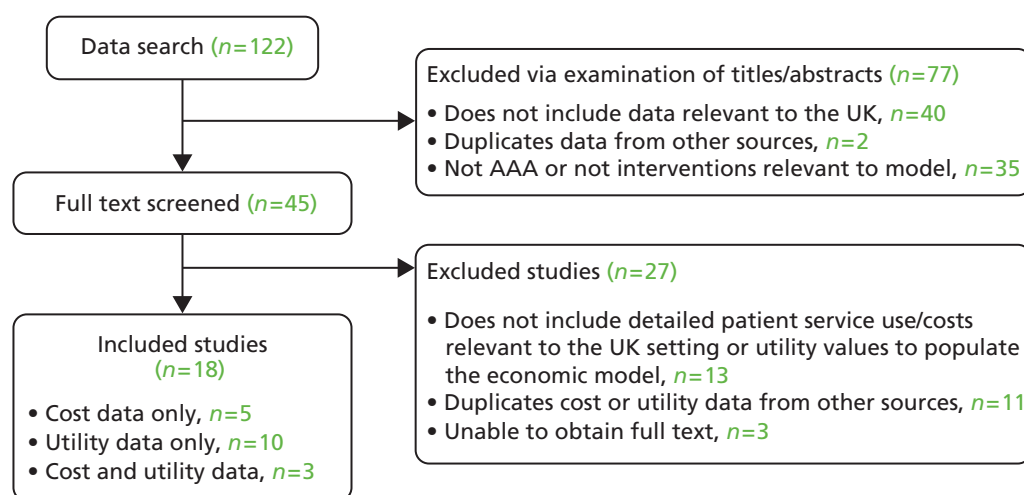 Data search (n=122)
Excluded via examination of titles/abstracts (n=77)
• Does not include data relevant to the UK, n=40
• Duplicates data from other sources, n=2
• Not AAA or not interventions relevant to model, n=35
Full text screened (n=45)
Excluded studies (n=27)
• Does not include detailed patient service use/costs
relevant to the UK setting or utility values to populate
the economic model, n=13
• Duplicates cost or utility data from other sources, n=11
• Unable to obtain full text, n=3
Included studies
(n=18)
• Cost data only, n=5
• Utility data only, n=10
• Cost and utility data, n=3